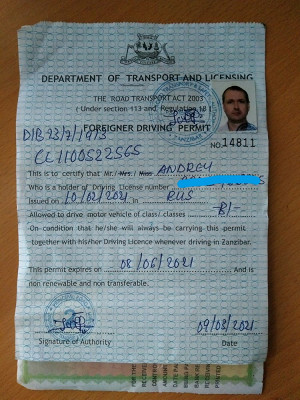 DEPARTMENT OF TRANSPORT AND LICENSING
THE ROAD TRANSPORT ACT 2003
( Under section 113 and Regulation 18 )
FOREIGNER DRIVING PERMIT
ZANZIBAR
NO. 14811
DIB 23/7/1973
CL1100522565
This is to certify that Mr./ Mrs./ Miss ANDREY
Who is a holder of Driving License number
Issued on 10/02/2021 in RUS
Allowed to drive motor vehicle of class/ classes B/-
On condition that he/she will always be carrying this permit
together with his/her Driving Licence whenever driving in Zanzibar.
This permit expires on 08/06/2021 And is
non renewable and non transferable.
09/03/2021
Signature of Authority Date